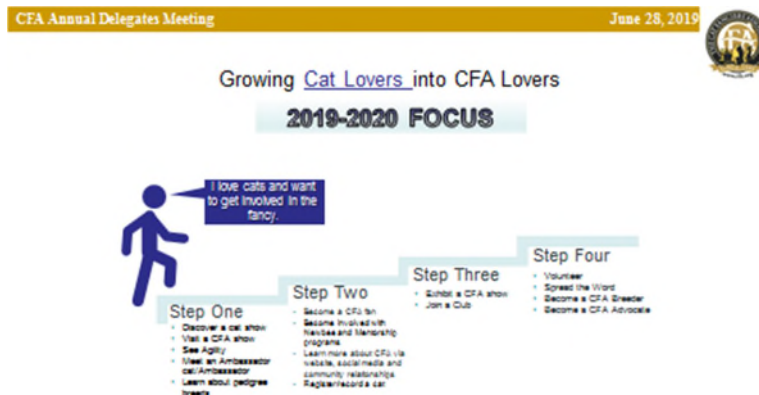 CFA Annual Delegates Meeting
June 28, 2019
Growing Cat Lovers into CFA Lovers
2019-2020 FOCUS
I love cats and want
to get involved in the
fancy.
Step One
Discover a cat show
Visit a CFA show
See Agility
Meet an Ambassador
cat/Ambassador
Learn about pedigree
breeds
Step Two
Become a CFA fan
Become involved with
Newbee and Mentorship
programs
Learn more about CFA via
website, social media and
community relationships
Register/record a cat
Step Three
Exhibit a CFA show
Join a Club
Step Four
Volunteer
Spread the Word
Become a CFA Breeder
Become a CFA Advocate
CFA